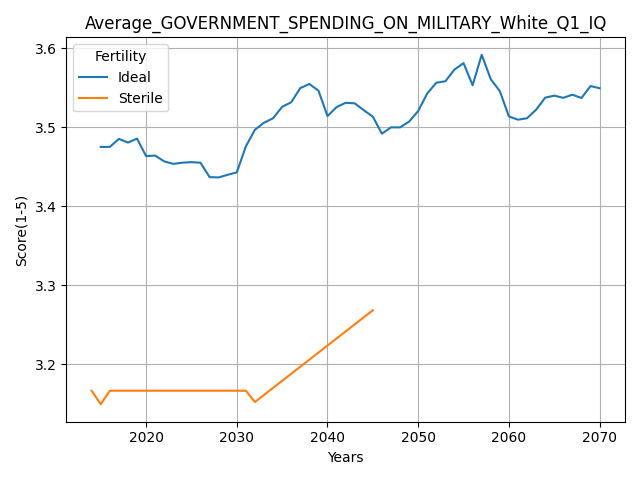 Average_GOVERNMENT_SPENDING_ON_MILITARY_White_Q1_IQ
Fertility
Ideal
Sterile
Score(1-5)
3.6
3.5
3.4
3.3
3.2
2020 2030 2040 2050 2060 2070
Years